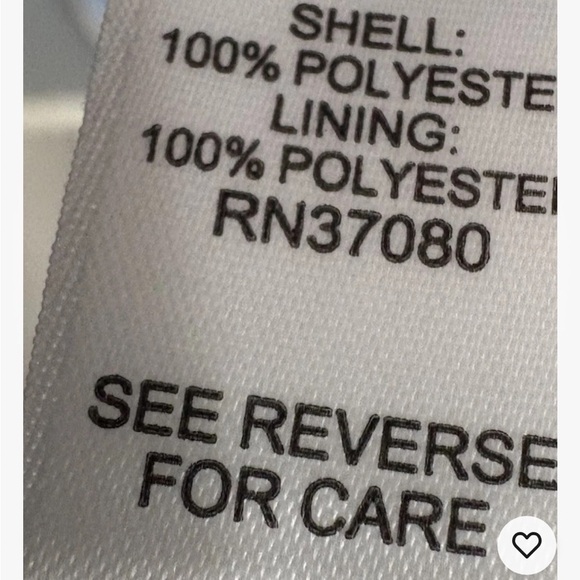 SHELL:
100% POLYESTE
LINING:
100% POLYESTE
RN37080
SEE REVERSE
FOR CARE